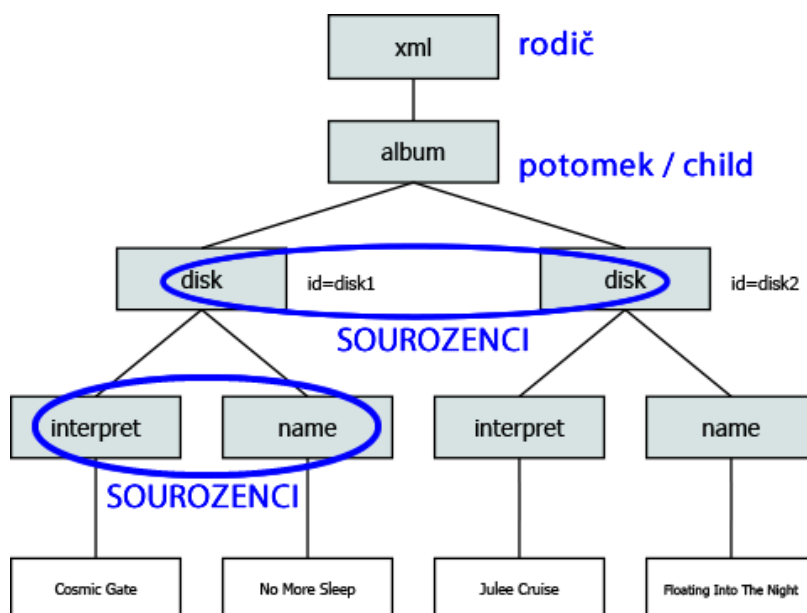 xml
rodič
album
potomek / child
disk
id=disk1
disk
id=disk2
SOUROZENCI
interpret
name
interpret
name
SOUROZENCI
Cosmic Gate
No More Sleep
Julee Cruise
Floating Into The Night